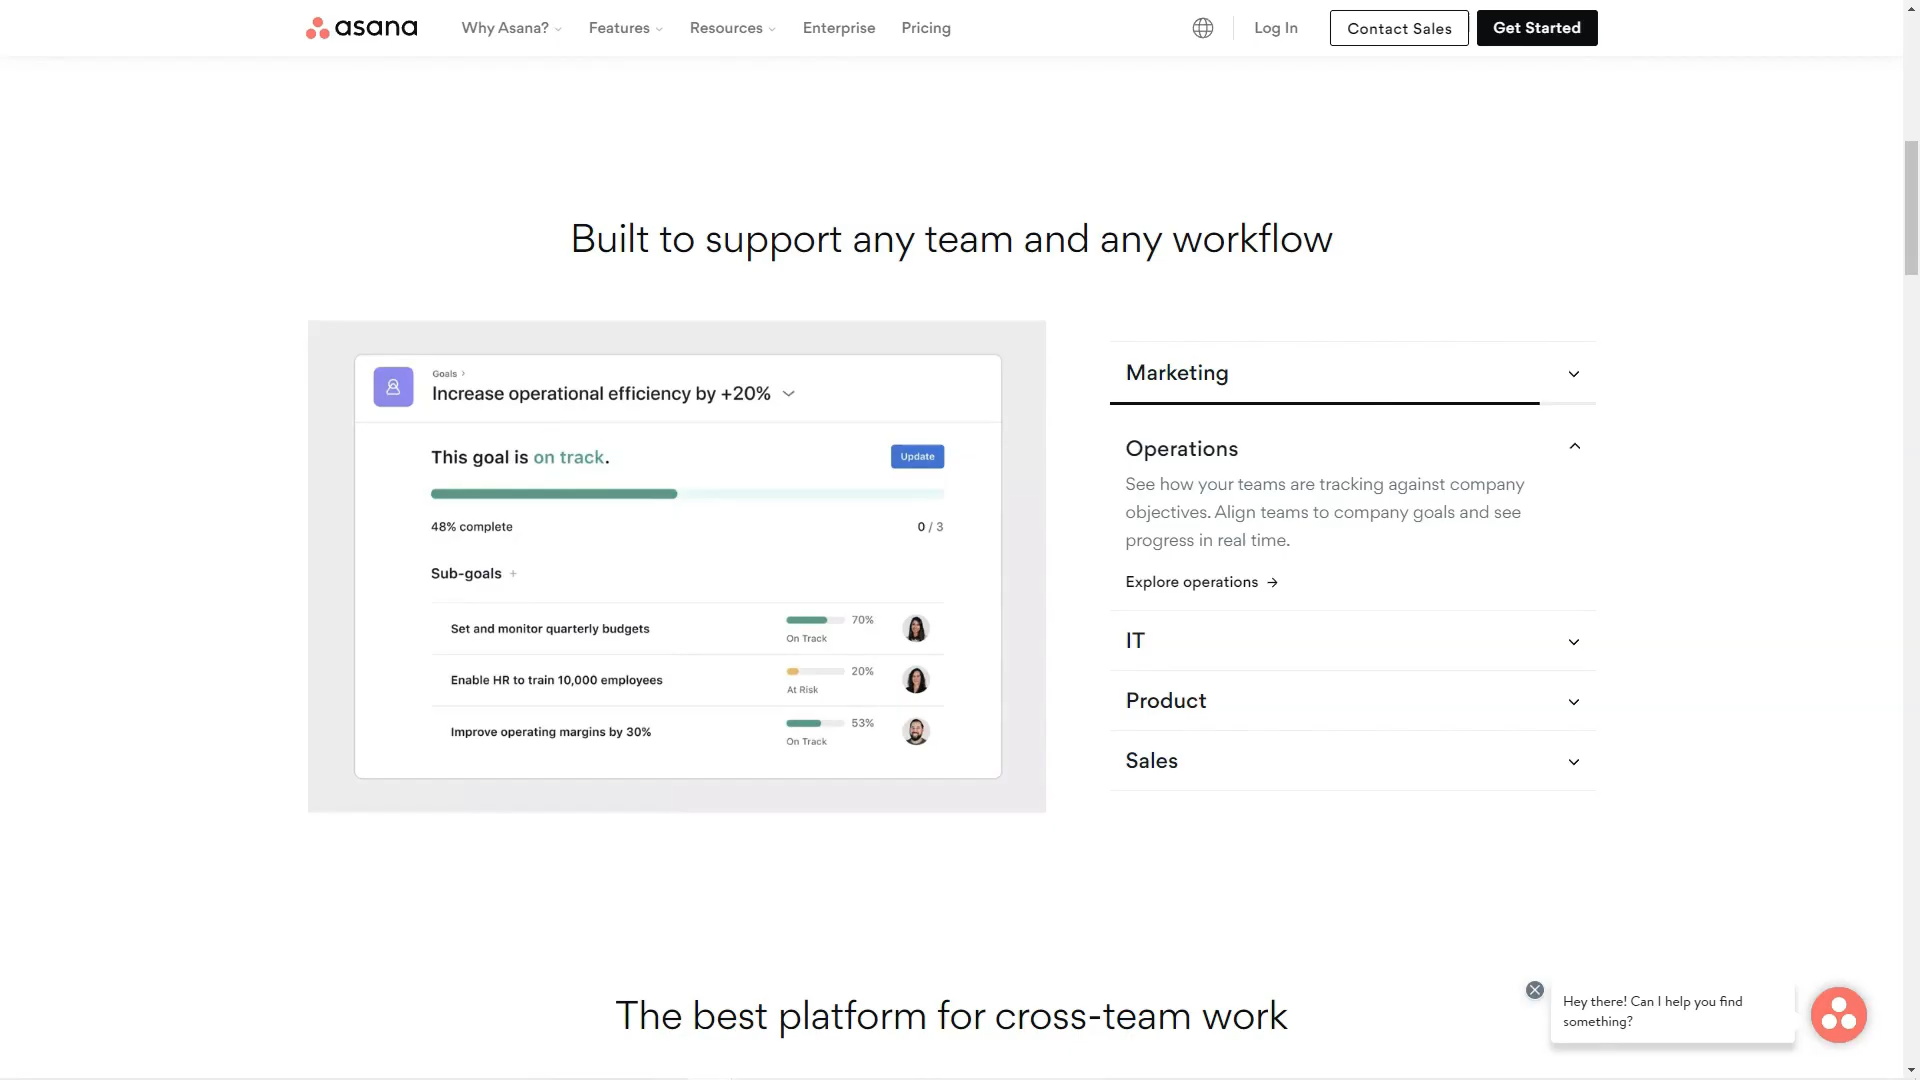 asana
Why Asana?
Features
Resources
Enterprise
Pricing
Log In
Contact Sales
Get Started
Built to support any team and any workflow
Goals
Increase operational efficiency by +20%
This goal is on track.
Update
48% complete
0 / 3
Sub-goals +
Set and monitor quarterly budgets
70%
On Track
Enable HR to train 10,000 employees
20%
At Risk
Improve operating margins by 30%
53%
On Track
Marketing
Operations
See how your teams are tracking against company
objectives. Align teams to company goals and see
progress in real time.
Explore operations →
IT
Product
Sales
The best platform for cross-team work
Hey there! Can I help you find
something?